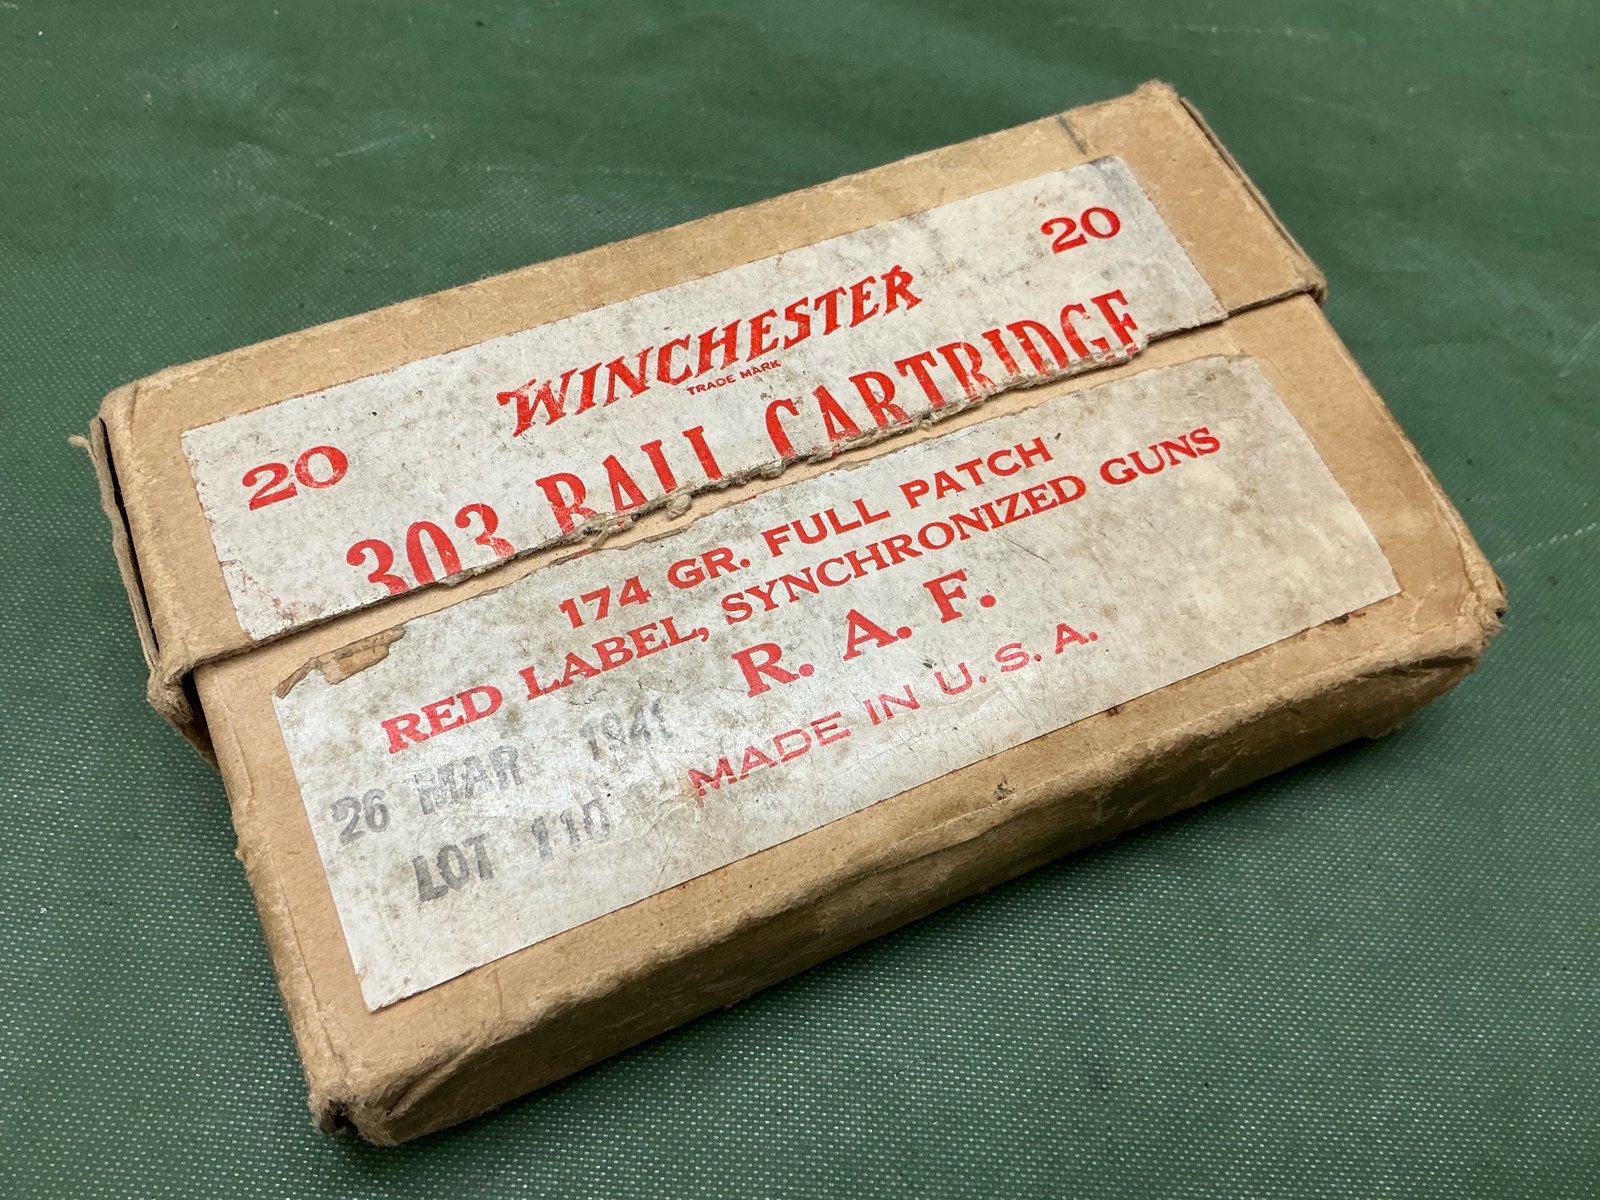 20 20
WINCHESTER
TRADE MARK
303 BALL CARTRIDGE
174 GR. FULL PATCH
RED LABEL, SYNCHRONIZED GUNS
R. A. F.
MADE IN U. S. A.
26 MAR 1941
LOT 110